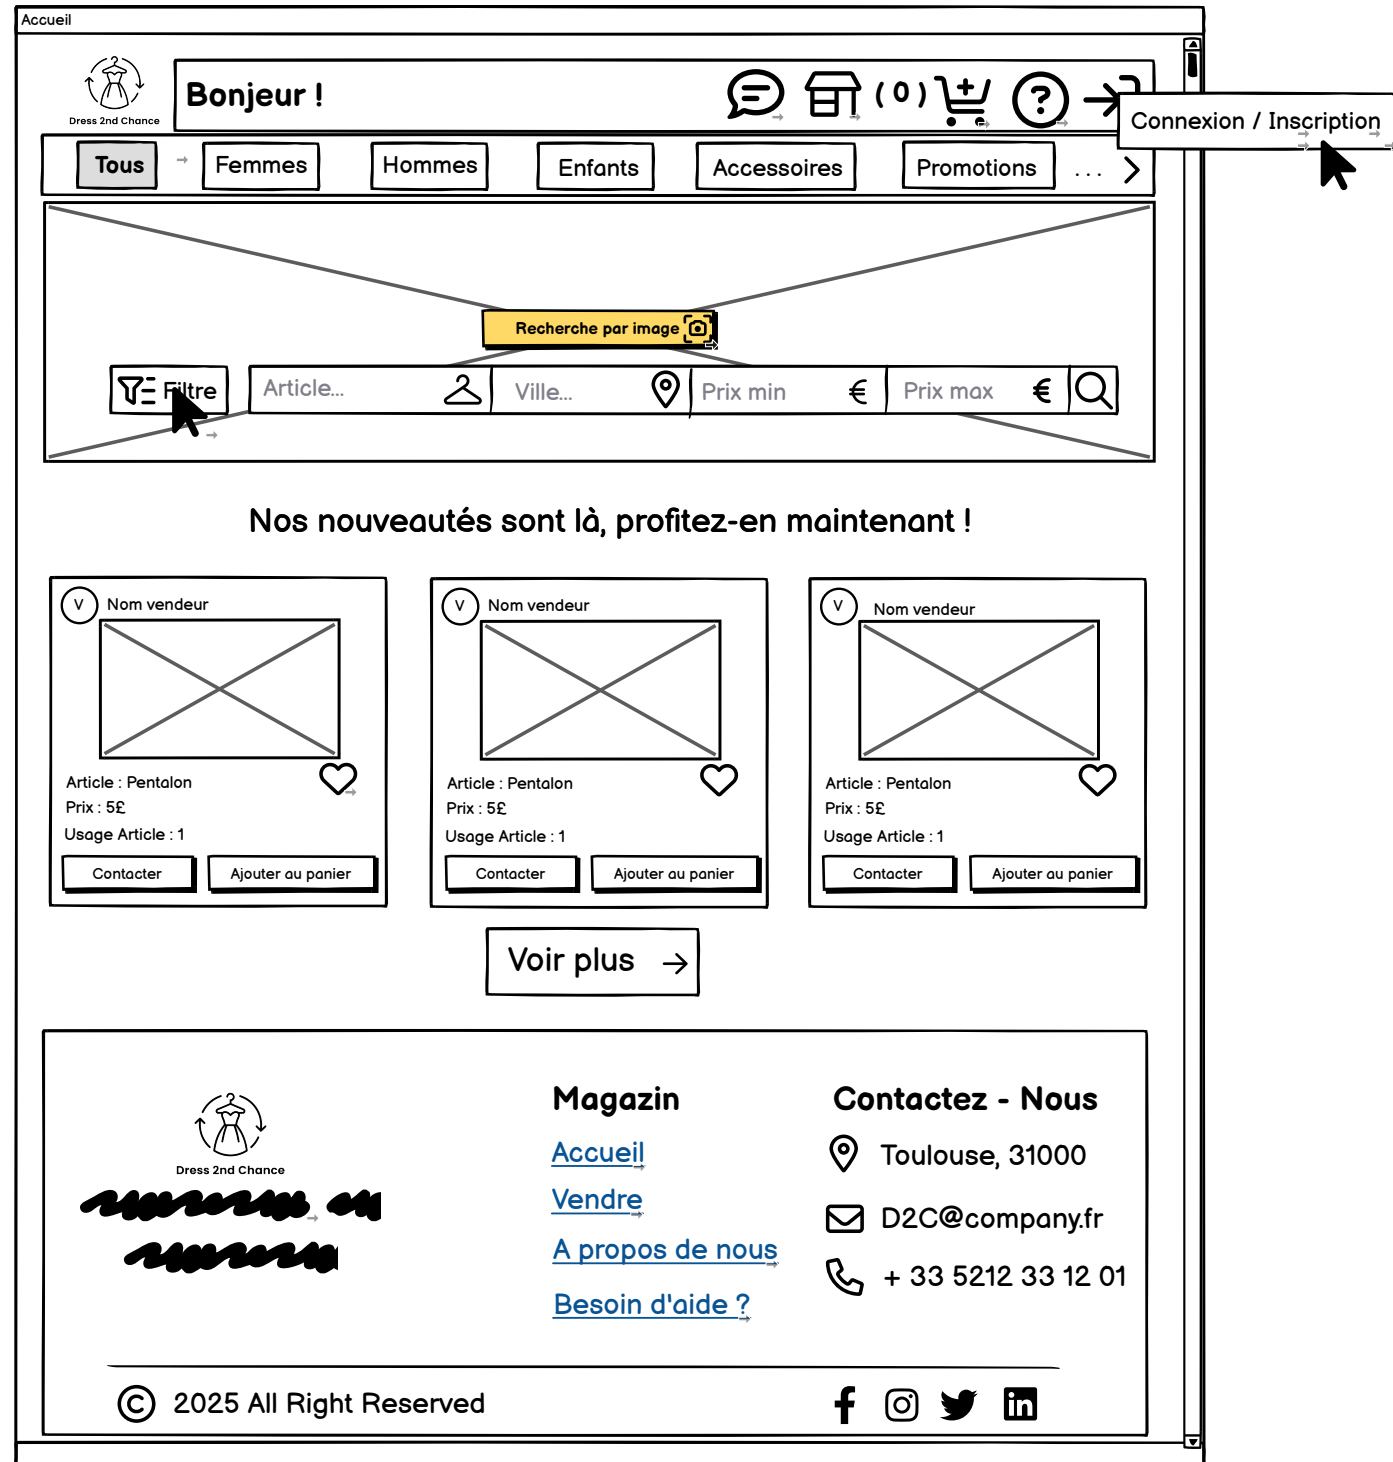 Accueil
Dress 2nd Chance
Bonjeur !
(0)
?
Connexion / Inscription
Tous
Femmes
Hommes
Enfants
Accessoires
Promotions
...
Recherche par image
Filtre
Article...
Ville...
Prix min
€
Prix max
€
Nos nouveautés sont là, profitez-en maintenant !
V Nom vendeur
Article : Pentalon
Prix : 5£
Usage Article : 1
Contacter
Ajouter au panier
V Nom vendeur
Article : Pentalon
Prix : 5£
Usage Article : 1
Contacter
Ajouter au panier
V Nom vendeur
Article : Pentalon
Prix : 5£
Usage Article : 1
Contacter
Ajouter au panier
Voir plus →
Dress 2nd Chance
Magazin
Accueil
Vendre
A propos de nous
Besoin d'aide ?
Contactez - Nous
Toulouse, 31000
D2C@company.fr
+ 33 5212 33 12 01
© 2025 All Right Reserved